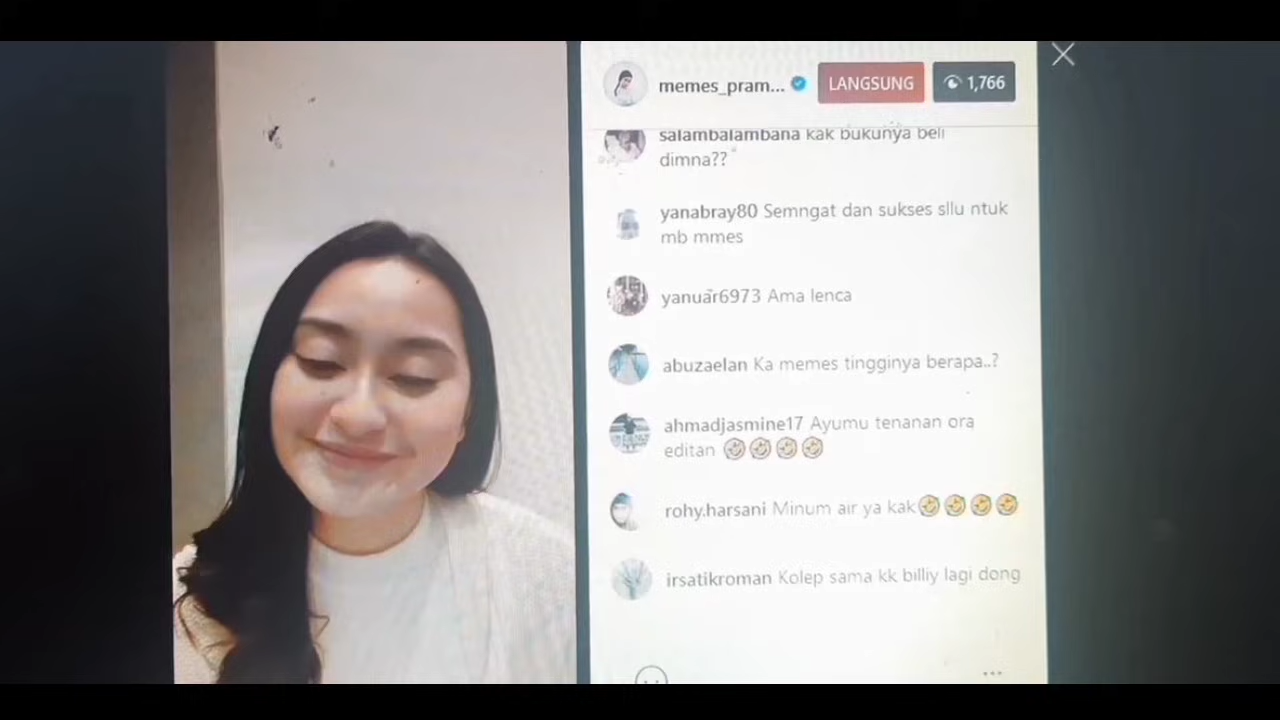 memes_pram...
LANGSUNG
1,766
salambalambana kak bukunya beli
dimna??
yanabray80 Semngat dan sukses sllu ntuk
mb mmes
yanuar6973 Ama lenca
abuzaelan Ka memes tingginya berapa..?
ahmadjasmine17 Ayumu tenanan ora
editan 🤣🤣🤣🤣
rohy.harsani Minum air ya kak🤣🤣🤣🤣
irsatikroman Kolep sama kk billiy lagi dong